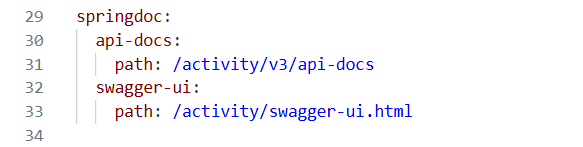 29 springdoc:
30   api-docs:
31     path: /activity/v3/api-docs
32   swagger-ui:
33     path: /activity/swagger-ui.html
34